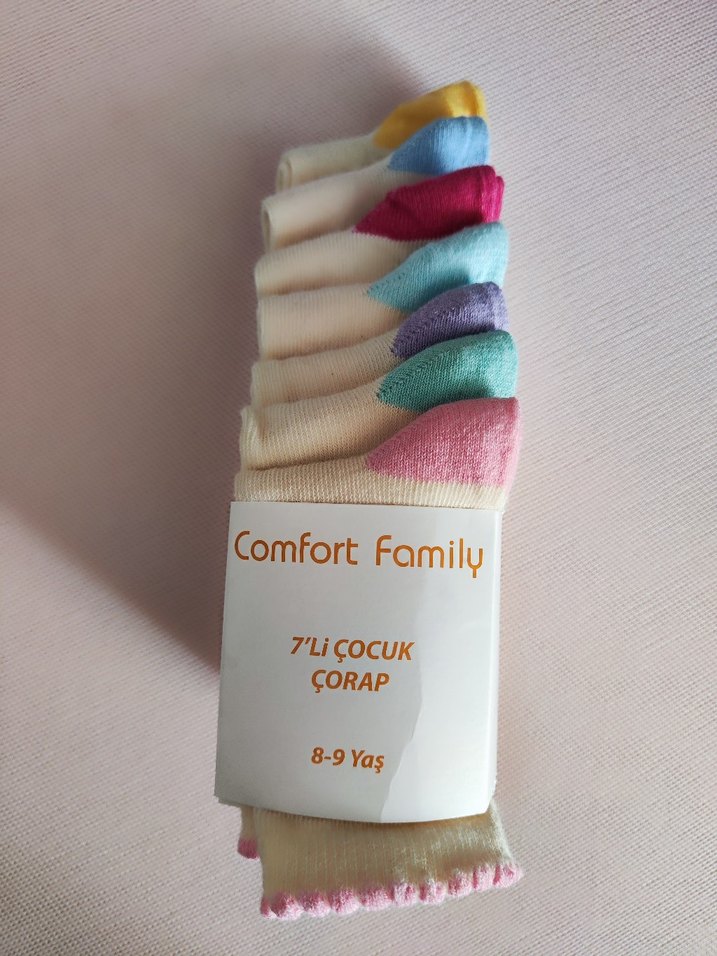 Comfort Family
7'Li ÇOCUK
ÇORAP
8-9 Yaş